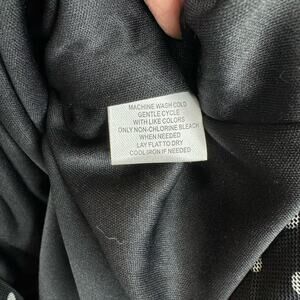 MACHINE WASH COLD
GENTLE CYCLE
WITH LIKE COLORS
ONLY NON-CHLORINE BLEACH
WHEN NEEDED
LAY FLAT TO DRY
COOL IRON IF NEEDED